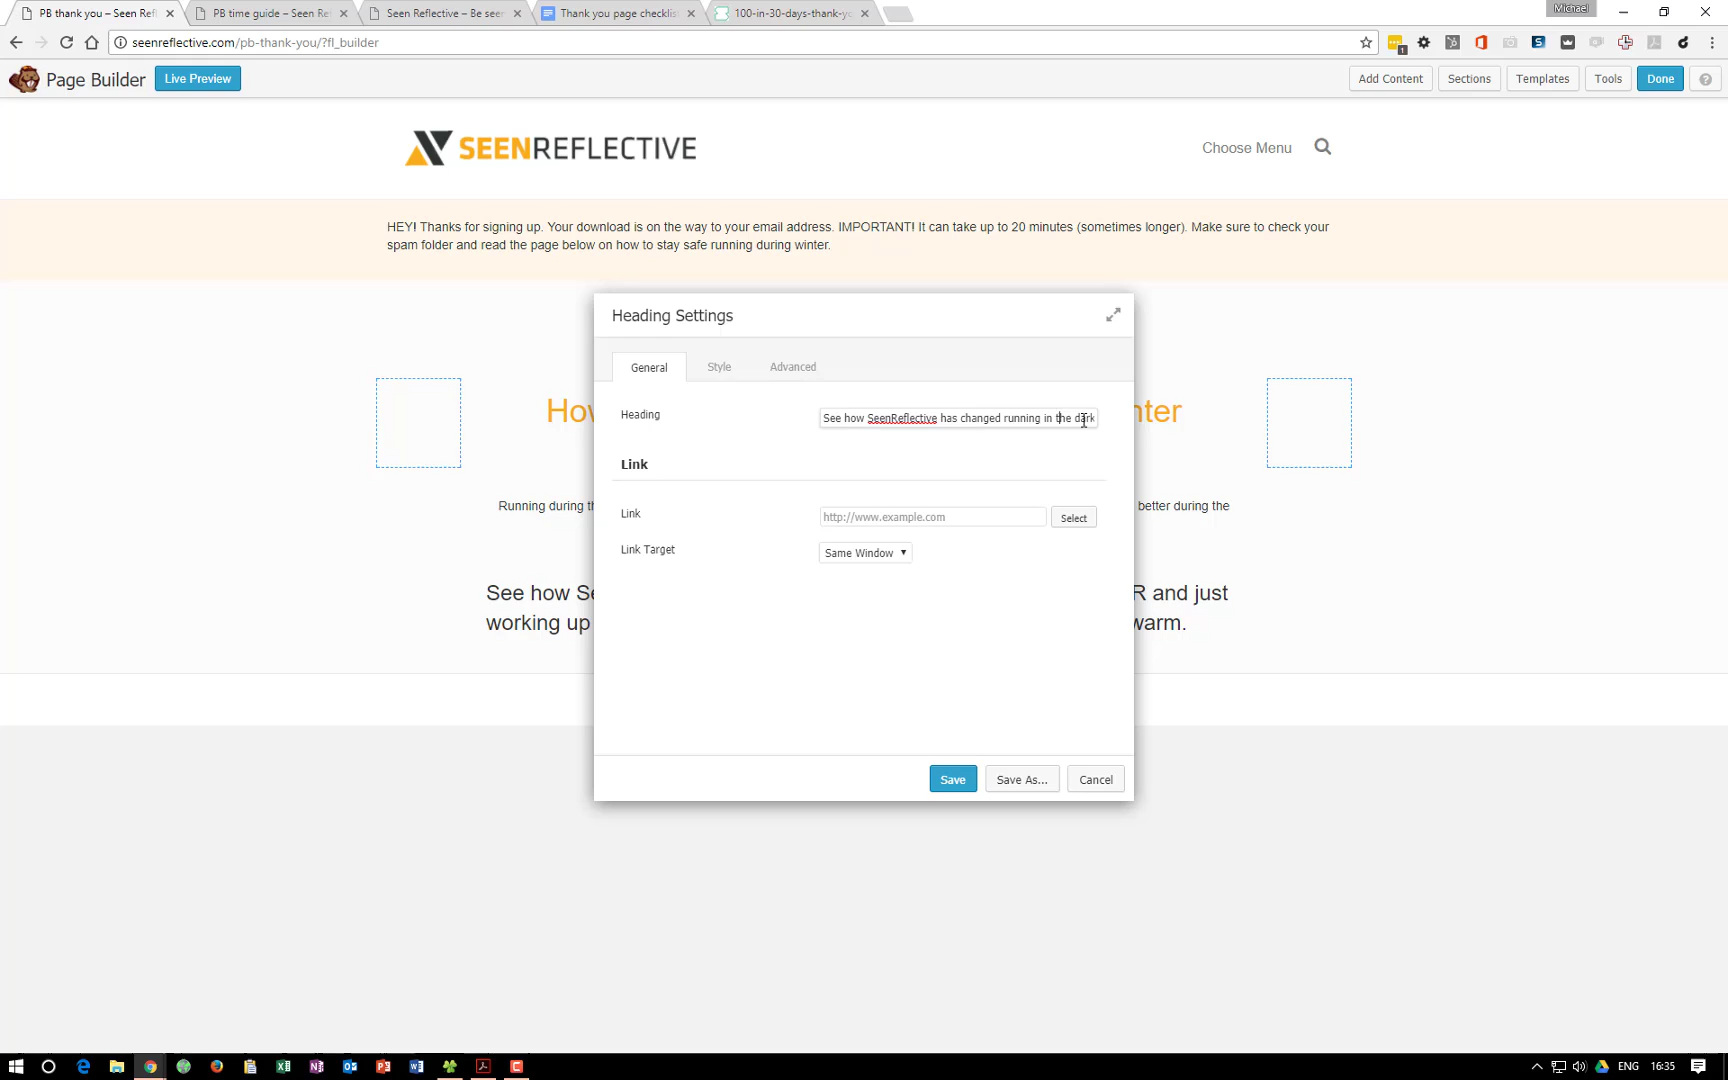 PB thank you – Seen Refl
PB time guide – Seen Re
Seen Reflective – Be seen
Thank you page checklist
100-in-30-days-thank-yo
Michael
seenreflective.com/pb-thank-you/?fl_builder
1
Page Builder
Live Preview
Add Content
Sections
Templates
Tools
Done
?
SEENREFLECTIVE
Choose Menu
HEY! Thanks for signing up. Your download is on the way to your email address. IMPORTANT! It can take up to 20 minutes (sometimes longer). Make sure to check your
spam folder and read the page below on how to stay safe running during winter.
Heading Settings
General
Style
Advanced
Heading
See how SeenReflective has changed running in the dark
Link
Link
http://www.example.com
Select
Link Target
Same Window
Save
Save As...
Cancel
How
nter
Running during th
better during the
See how Se
R and just
working up
warm.
ENG
16:35